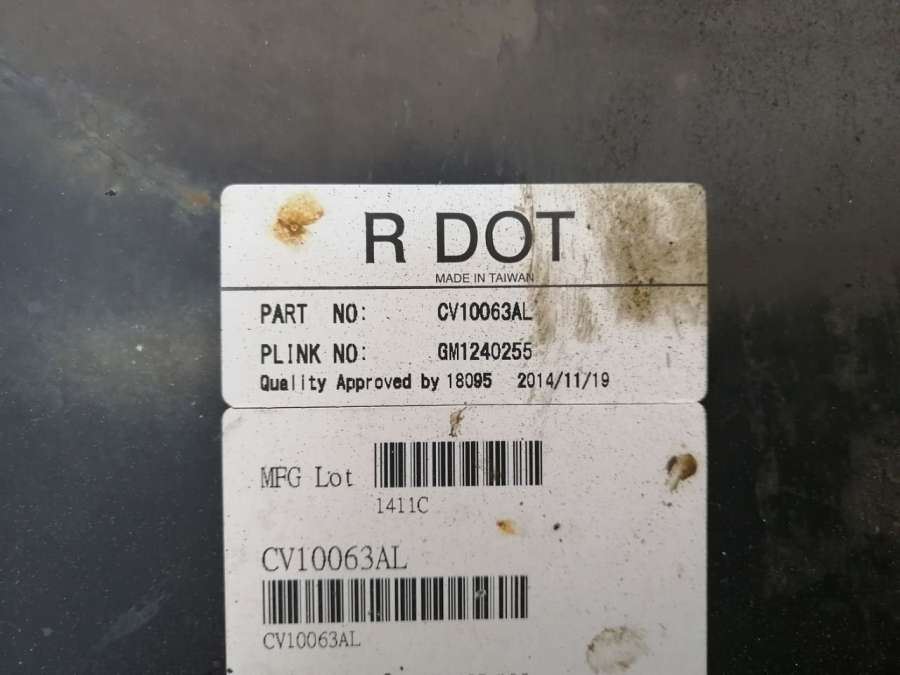 R DOT
MADE IN TAIWAN
PART NO: CV10063AL
PLINK NO: GM1240255
Quality Approved by 18095 2014/11/19
MFG Lot
1411C
CV10063AL
CV10063AL